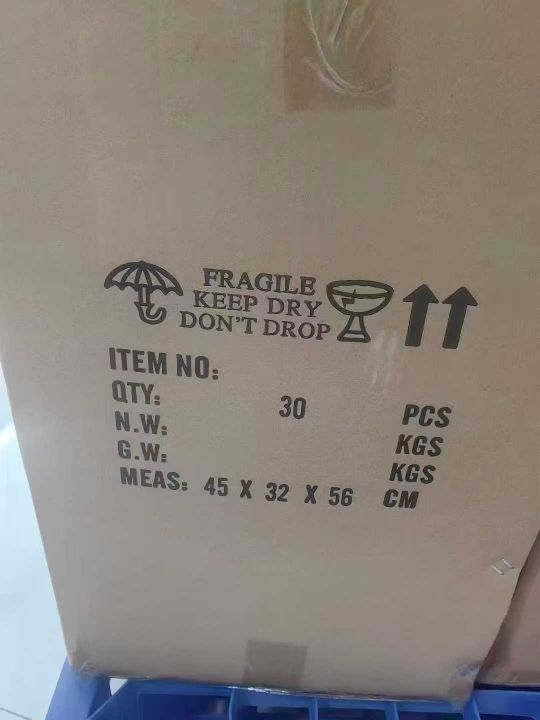 FRAGILE
KEEP DRY
DON'T DROP
ITEM NO:
QTY: 30 PCS
N.W: KGS
G.W: KGS
MEAS: 45 X 32 X 56 CM